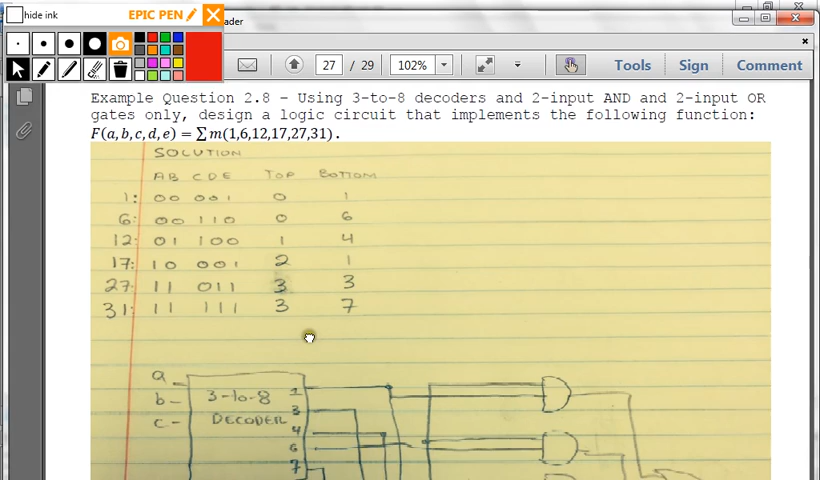 hide ink
EPIC PEN
ader
27 / 29
102%
Tools
Sign
Comment
Example Question 2.8 – Using 3-to-8 decoders and 2-input AND and 2-input OR
gates only, design a logic circuit that implements the following function:
F(a,b,c,d,e) = ∑m(1,6,12,17,27,31).
SOLUTION
AB CDE TOP BOTTOM
1: 00 001 0 1
6: 00 110 0 6
12: 01 100 1 4
17: 10 001 2 1
27: 11 011 3 3
31: 11 111 3 7
a
b
c
3-to-8
DECODER
1
3
4
6
7